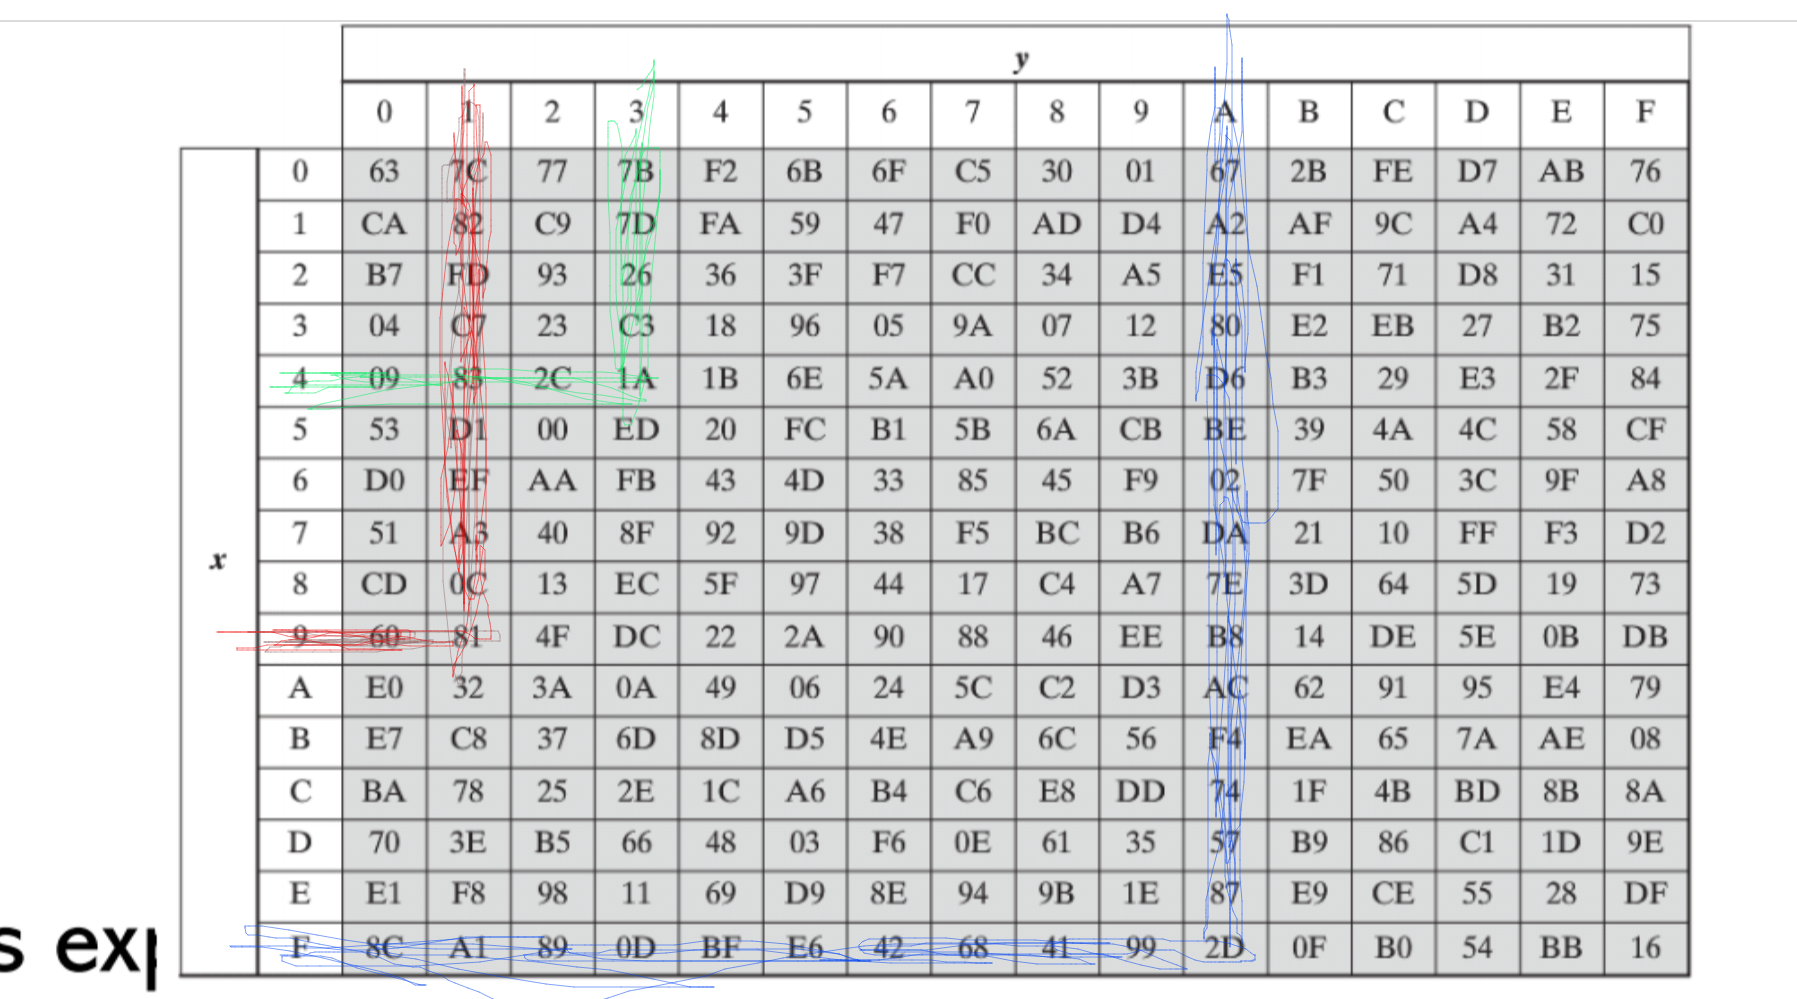 y
0 1 2 3 4 5 6 7 8 9 A B C D E F
0 63 7C 77 7B F2 6B 6F C5 30 01 67 2B FE D7 AB 76
1 CA 82 C9 7D FA 59 47 F0 AD D4 A2 AF 9C A4 72 C0
2 B7 FD 93 26 36 3F F7 CC 34 A5 E5 F1 71 D8 31 15
3 04 C7 23 C3 18 96 05 9A 07 12 80 E2 EB 27 B2 75
4 09 83 2C 1A 1B 6E 5A A0 52 3B D6 B3 29 E3 2F 84
5 53 D1 00 ED 20 FC B1 5B 6A CB BE 39 4A 4C 58 CF
6 D0 EF AA FB 43 4D 33 85 45 F9 02 7F 50 3C 9F A8
7 51 A3 40 8F 92 9D 38 F5 BC B6 DA 21 10 FF F3 D2
x
8 CD 0C 13 EC 5F 97 44 17 C4 A7 7E 3D 64 5D 19 73
9 60 81 4F DC 22 2A 90 88 46 EE B8 14 DE 5E 0B DB
A E0 32 3A 0A 49 06 24 5C C2 D3 AC 62 91 95 E4 79
B E7 C8 37 6D 8D D5 4E A9 6C 56 F4 EA 65 7A AE 08
C BA 78 25 2E 1C A6 B4 C6 E8 DD 74 1F 4B BD 8B 8A
D 70 3E B5 66 48 03 F6 0E 61 35 57 B9 86 C1 1D 9E
E E1 F8 98 11 69 D9 8E 94 9B 1E 87 E9 CE 55 28 DF
F 8C A1 89 0D BF E6 42 68 41 99 2D 0F B0 54 BB 16